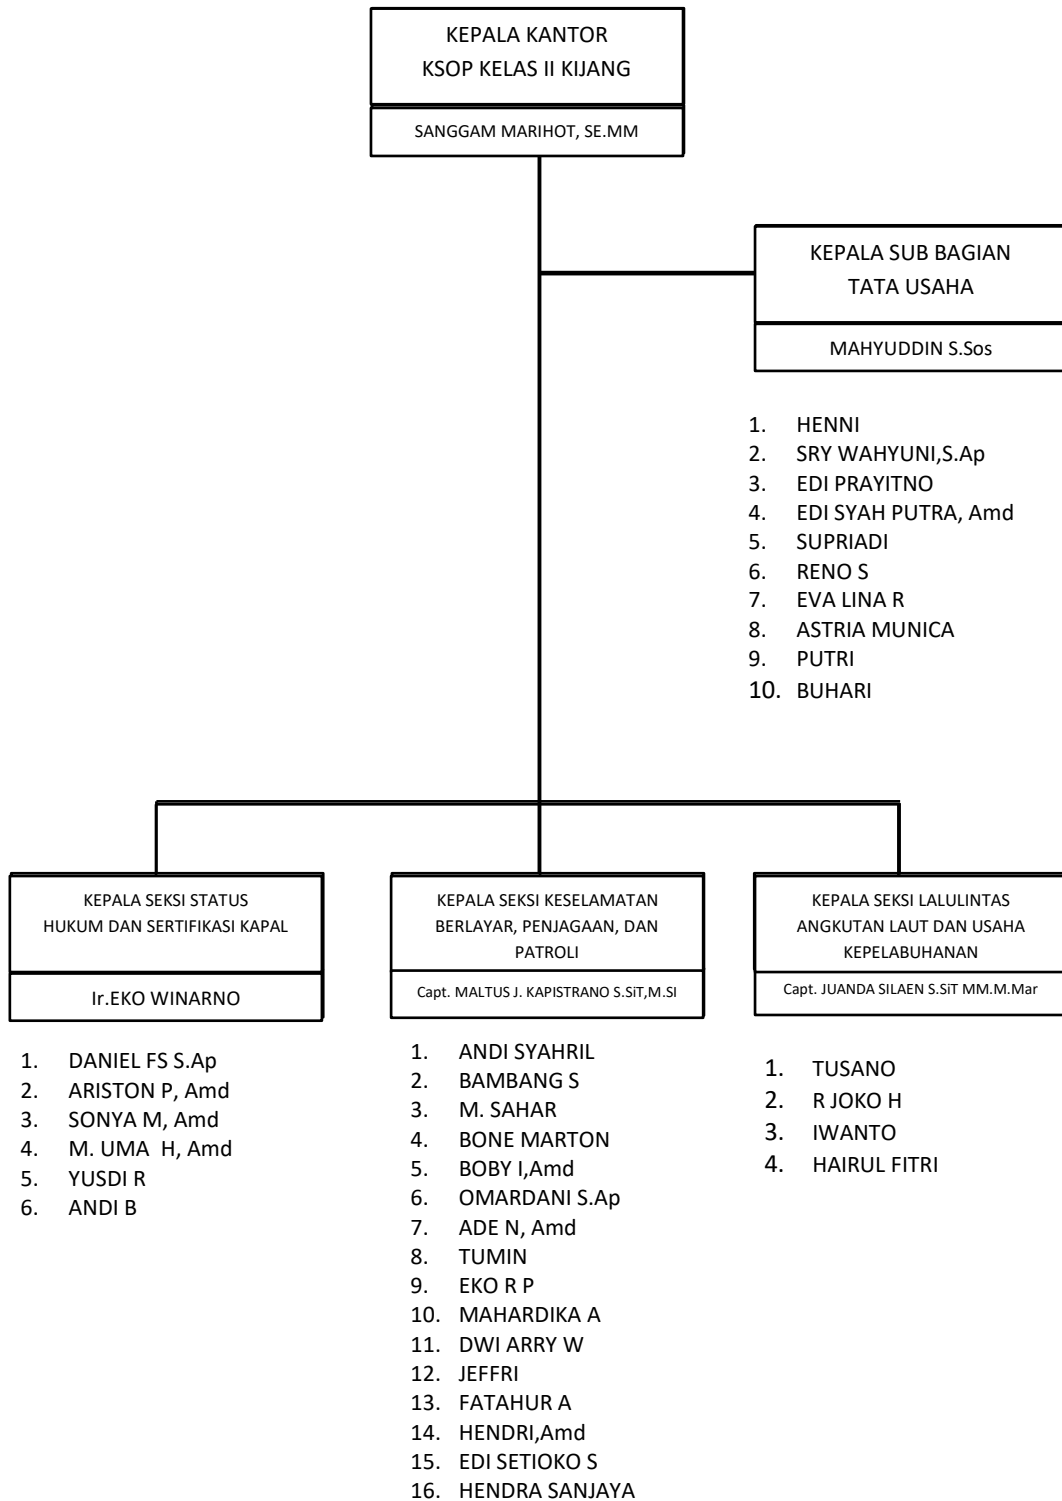 KEPALA KANTOR
KSOP KELAS II KIJANG
SANGGAM MARIHOT, SE.MM
KEPALA SUB BAGIAN
TATA USAHA
MAHYUDDIN S.Sos
1. HENNI
2. SRY WAHYUNI,S.Ap
3. EDI PRAYITNO
4. EDI SYAH PUTRA, Amd
5. SUPRIADI
6. RENO S
7. EVA LINA R
8. ASTRIA MUNICA
9. PUTRI
10. BUHARI
KEPALA SEKSI STATUS
HUKUM DAN SERTIFIKASI KAPAL
Ir.EKO WINARNO
1. DANIEL FS S.Ap
2. ARISTON P, Amd
3. SONYA M, Amd
4. M. UMA  H, Amd
5. YUSDI R
6. ANDI B
KEPALA SEKSI KESELAMATAN
BERLAYAR, PENJAGAAN, DAN
PATROLI
Capt. MALTUS J. KAPISTRANO S.SiT,M.SI
1. ANDI SYAHRIL
2. BAMBANG S
3. M. SAHAR
4. BONE MARTON
5. BOBY I,Amd
6. OMARDANI S.Ap
7. ADE N, Amd
8. TUMIN
9. EKO R P
10. MAHARDIKA A
11. DWI ARRY W
12. JEFFRI
13. FATAHUR A
14. HENDRI,Amd
15. EDI SETIOKO S
16. HENDRA SANJAYA
KEPALA SEKSI LALULINTAS
ANGKUTAN LAUT DAN USAHA
KEPELABUHANAN
Capt. JUANDA SILAEN S.SiT MM.M.Mar
1. TUSANO
2. R JOKO H
3. IWANTO
4. HAIRUL FITRI